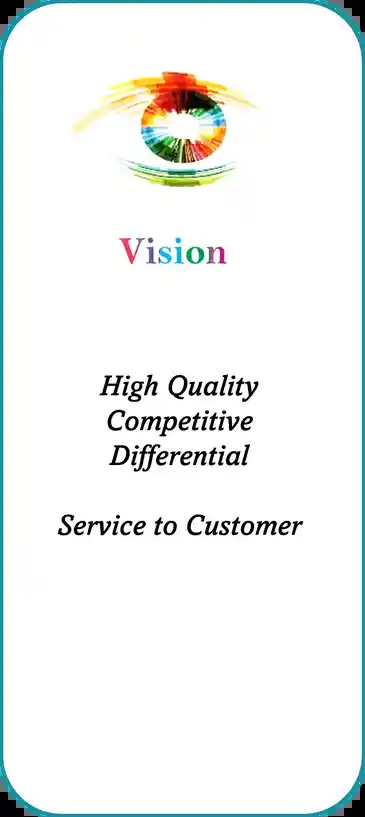 Vision
High Quality
Competitive
Differential
Service to Customer